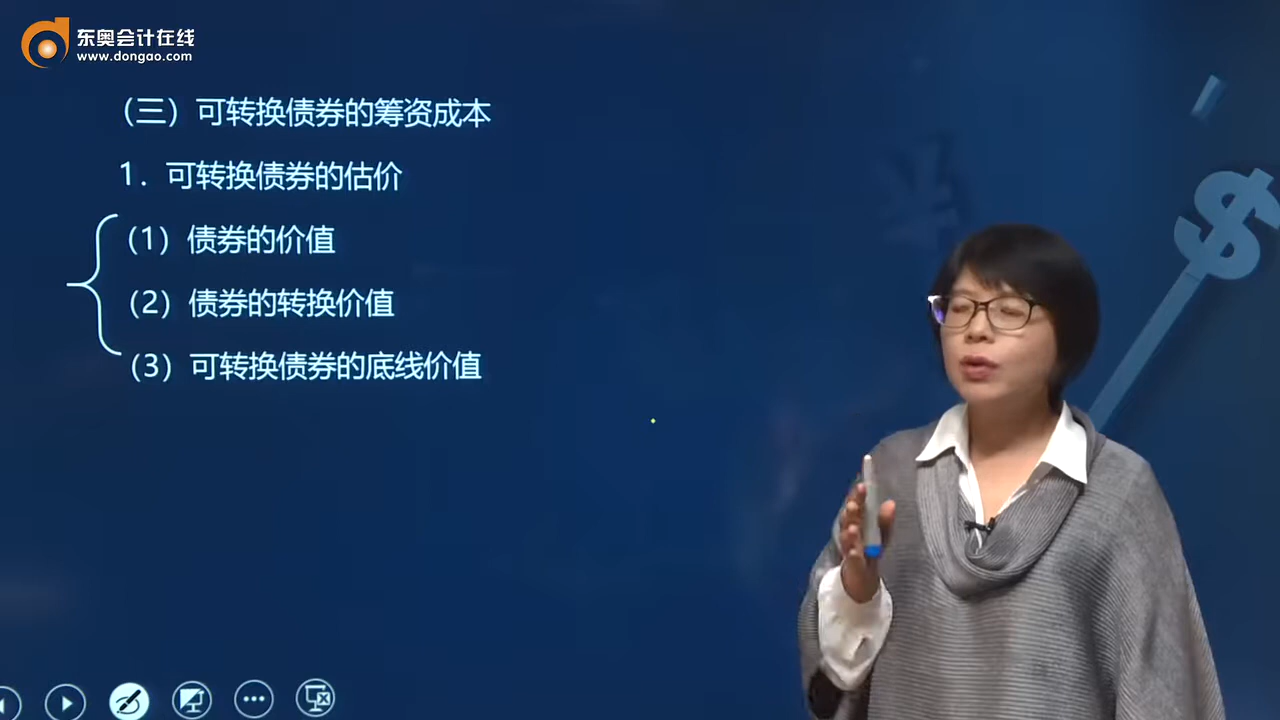 东奥会计在线
www.dongao.com
（三）可转换债券的筹资成本
1．可转换债券的估价
（1）债券的价值
（2）债券的转换价值
（3）可转换债券的底线价值